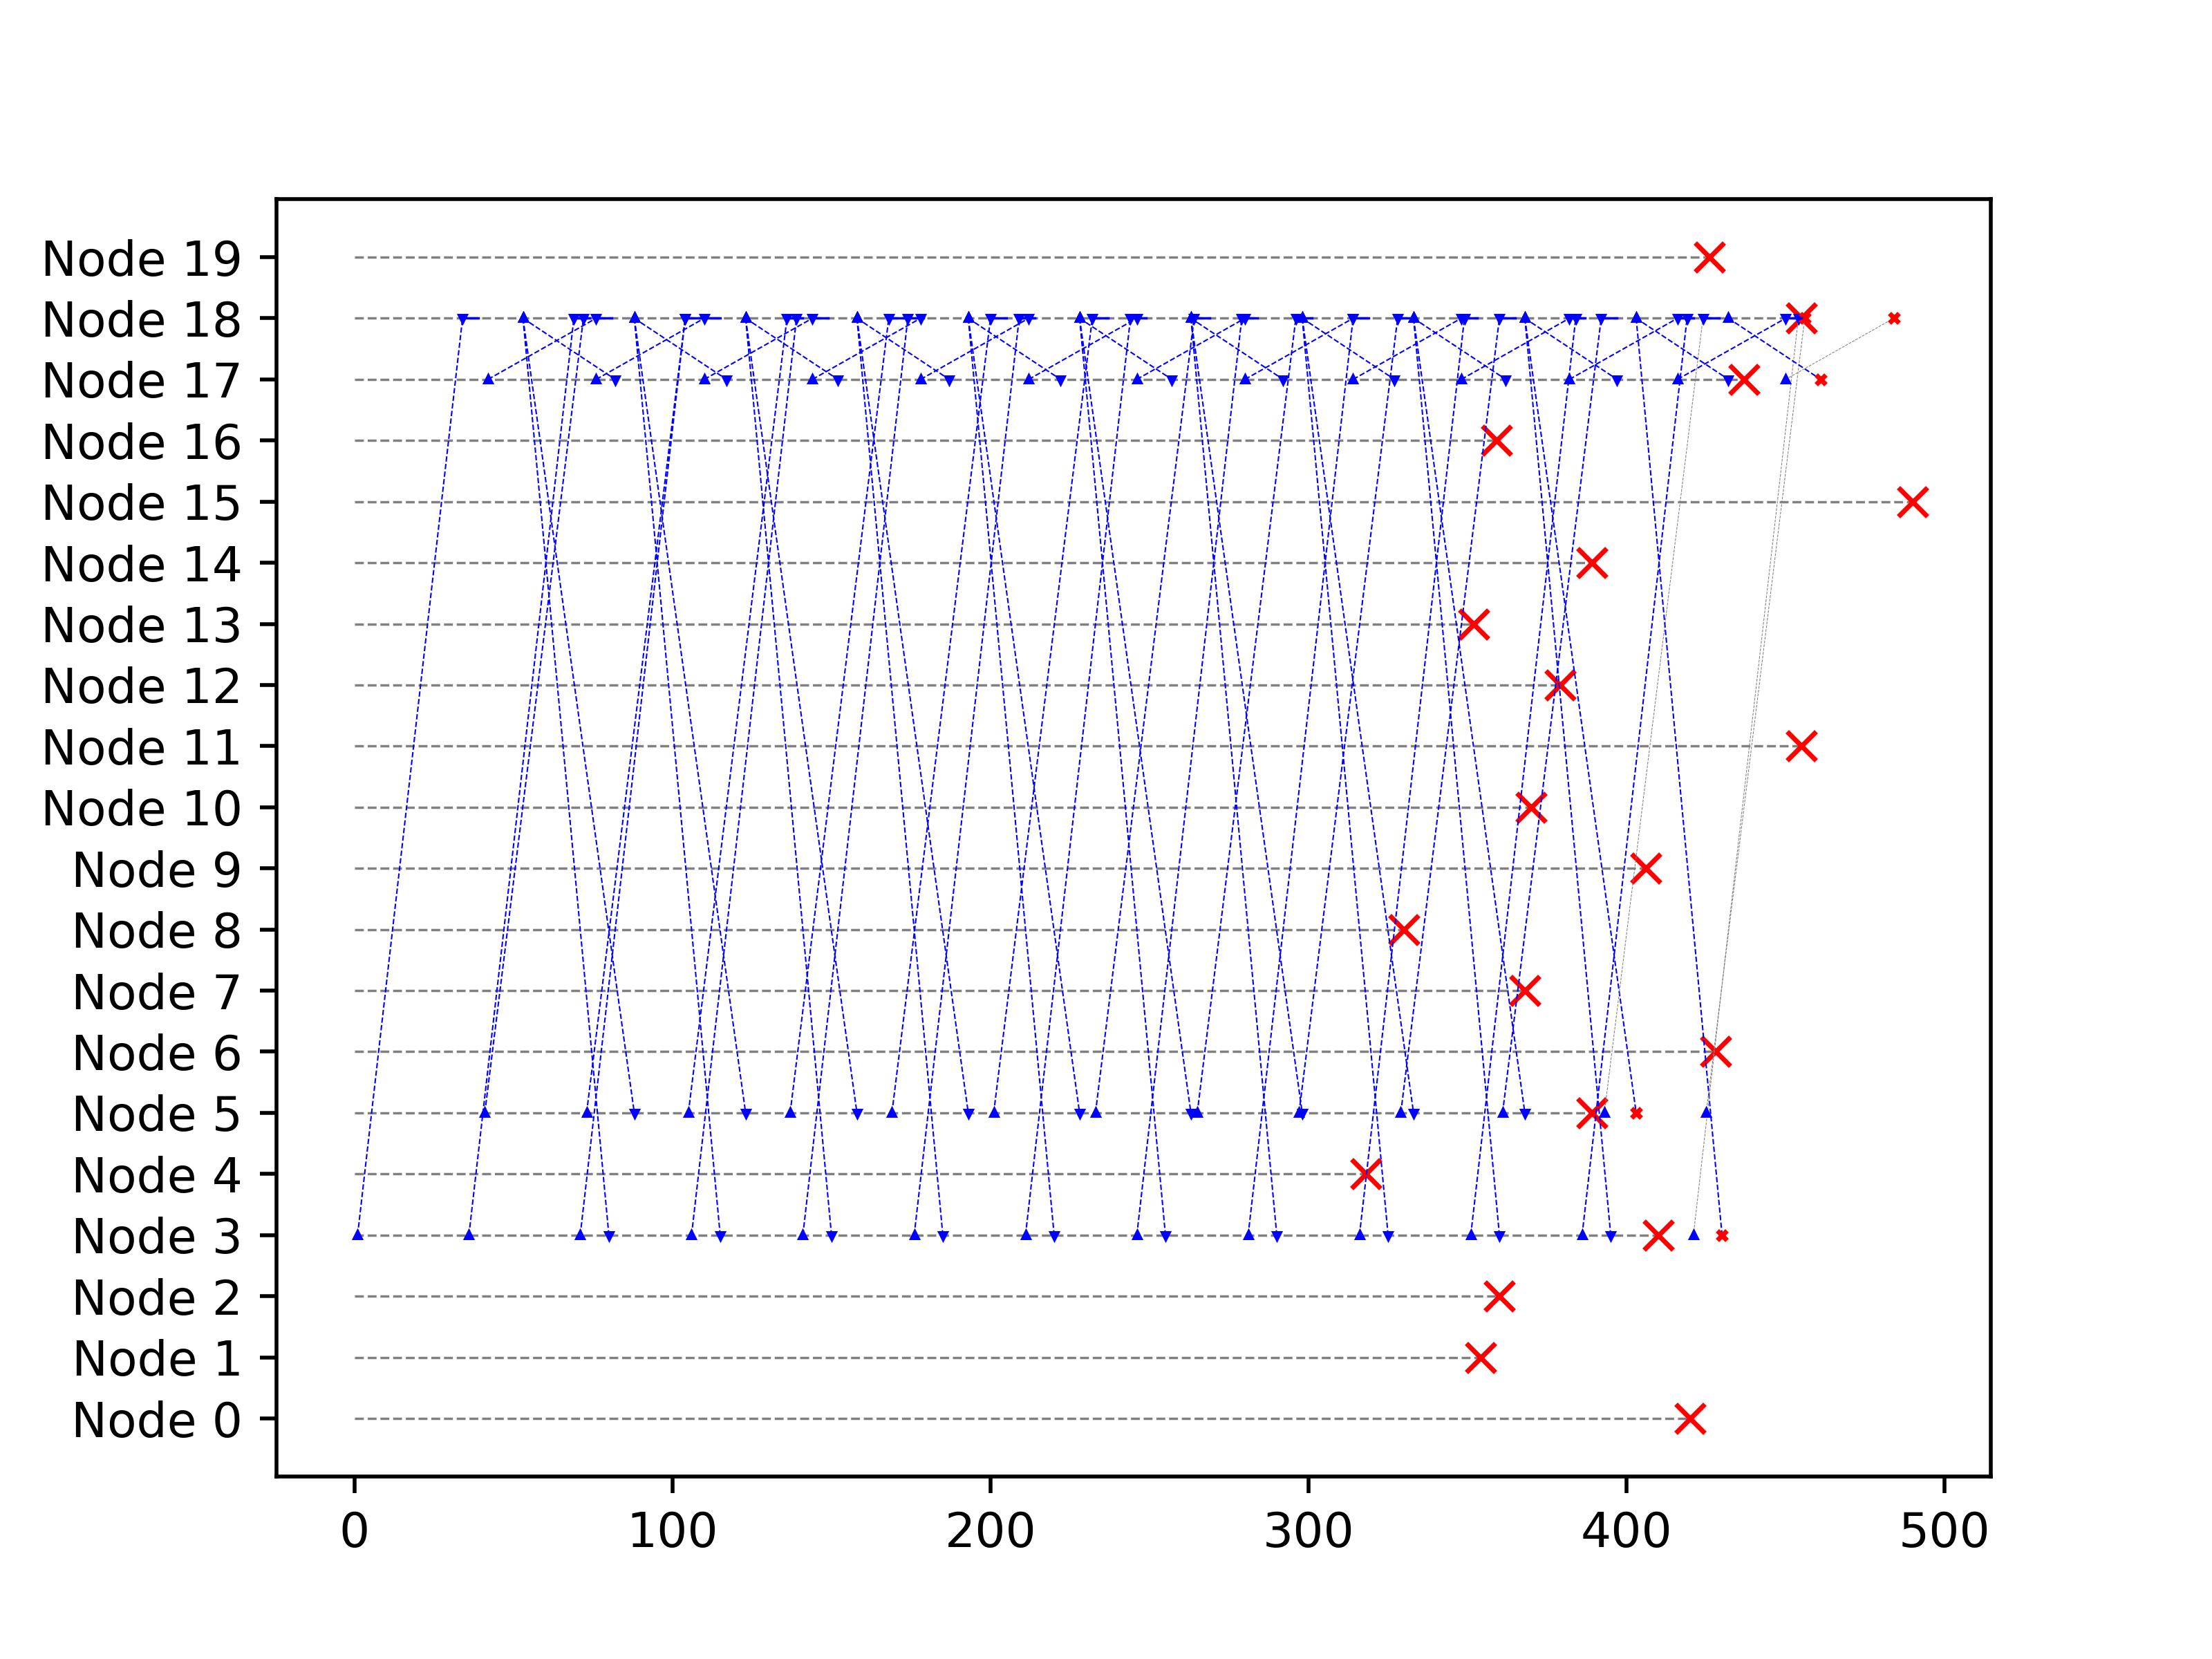 Node 19
Node 18
Node 17
Node 16
Node 15
Node 14
Node 13
Node 12
Node 11
Node 10
Node 9
Node 8
Node 7
Node 6
Node 5
Node 4
Node 3
Node 2
Node 1
Node 0
0 100 200 300 400 500